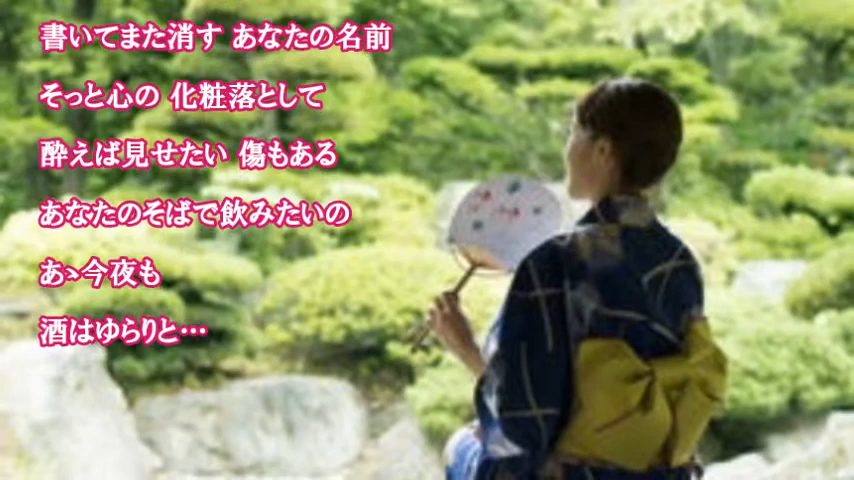 書いてまた消す あなたの名前
そっと心の 化粧落として
酔えば見せたい 傷もある
あなたのそばで飲みたいの
あゝ今夜も
酒はゆらりと…